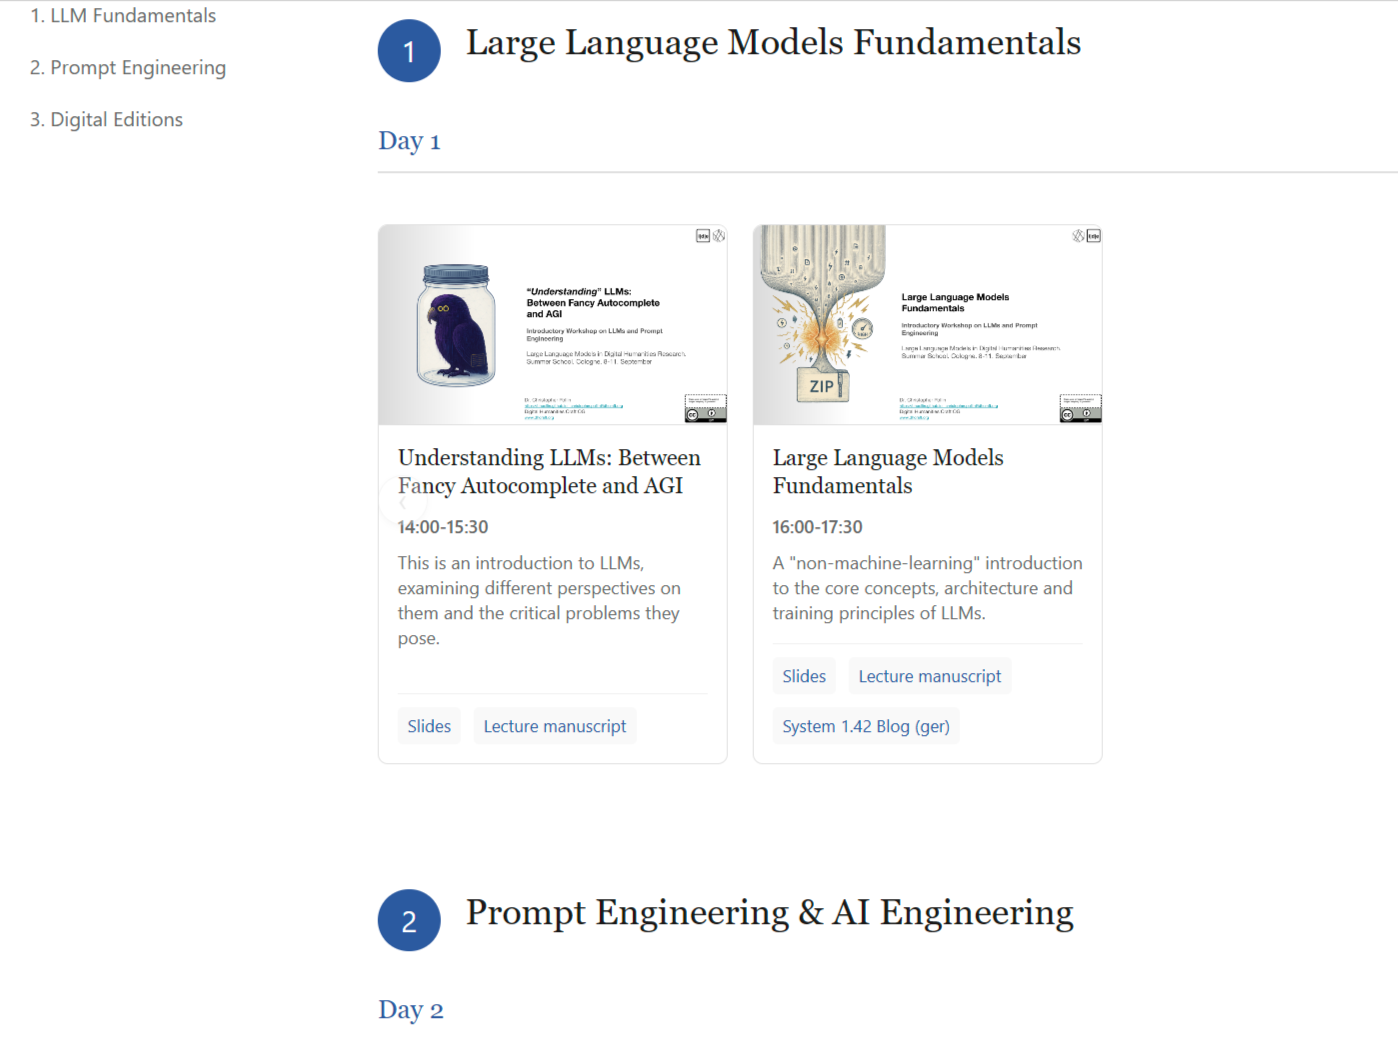 1. LLM Fundamentals
2. Prompt Engineering
3. Digital Editions
1
Large Language Models Fundamentals
Day 1
“Understanding” LLMs:
Between Fancy Autocomplete
and AGI
Introductory Workshop on LLMs and Prompt
Engineering
Large Language Models in Digital Humanities Research.
Summer School, Cologne, 8-11. September
Understanding LLMs: Between
Fancy Autocomplete and AGI
14:00-15:30
This is an introduction to LLMs,
examining different perspectives on
them and the critical problems they
pose.
Slides
Lecture manuscript
ZIP
Large Language Models
Fundamentals
Introductory Workshop on LLMs and Prompt
Engineering
Large Language Models in Digital Humanities Research.
Summer School, Cologne, 8-11. September
Large Language Models
Fundamentals
16:00-17:30
A "non-machine-learning" introduction
to the core concepts, architecture and
training principles of LLMs.
Slides
Lecture manuscript
System 1.42 Blog (ger)
2
Prompt Engineering & AI Engineering
Day 2